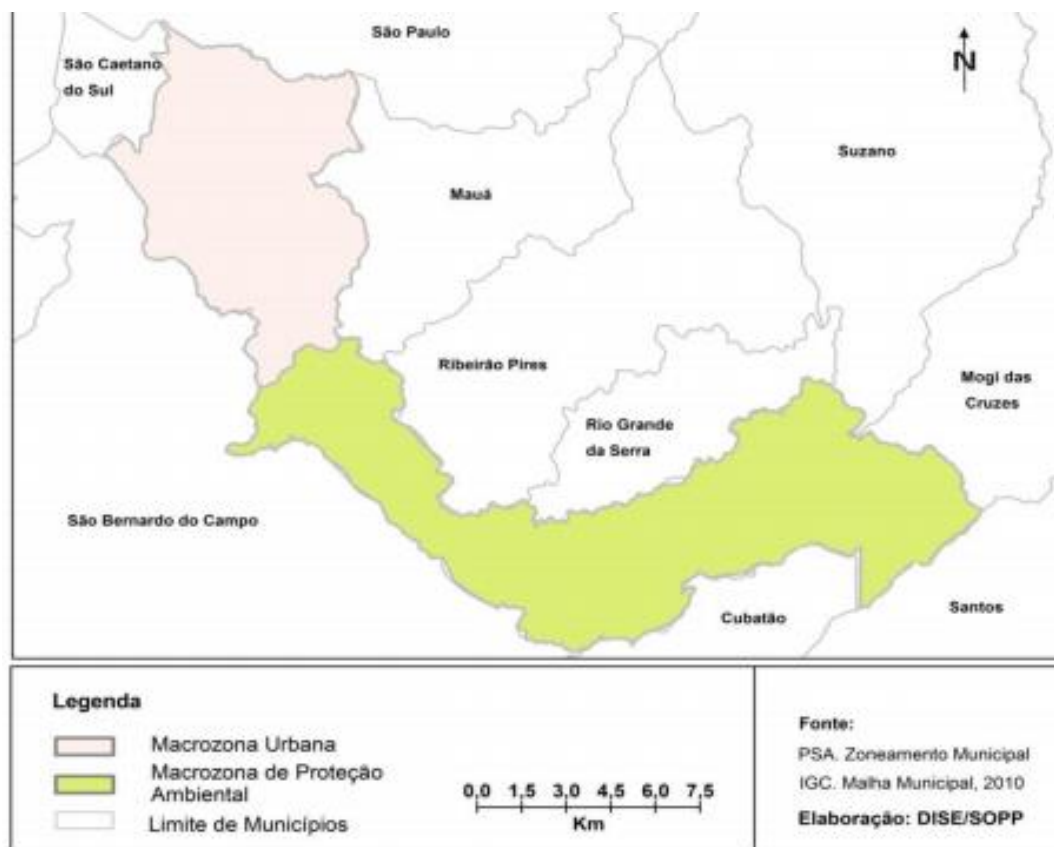 São Paulo
São Caetano
do Sul
N
Suzano
Mauá
Ribeirão Pires
Mogi das
Cruzes
Rio Grande
da Serra
São Bernardo do Campo
Santos
Cubatão
Legenda
Macrozona Urbana
Macrozona de Proteção
Ambiental
Limite de Municípios
0,0 1,5 3,0 4,5 6,0 7,5
Km
Fonte:
PSA. Zoneamento Municipal
IGC. Malha Municipal, 2010
Elaboração: DISE/SOPP